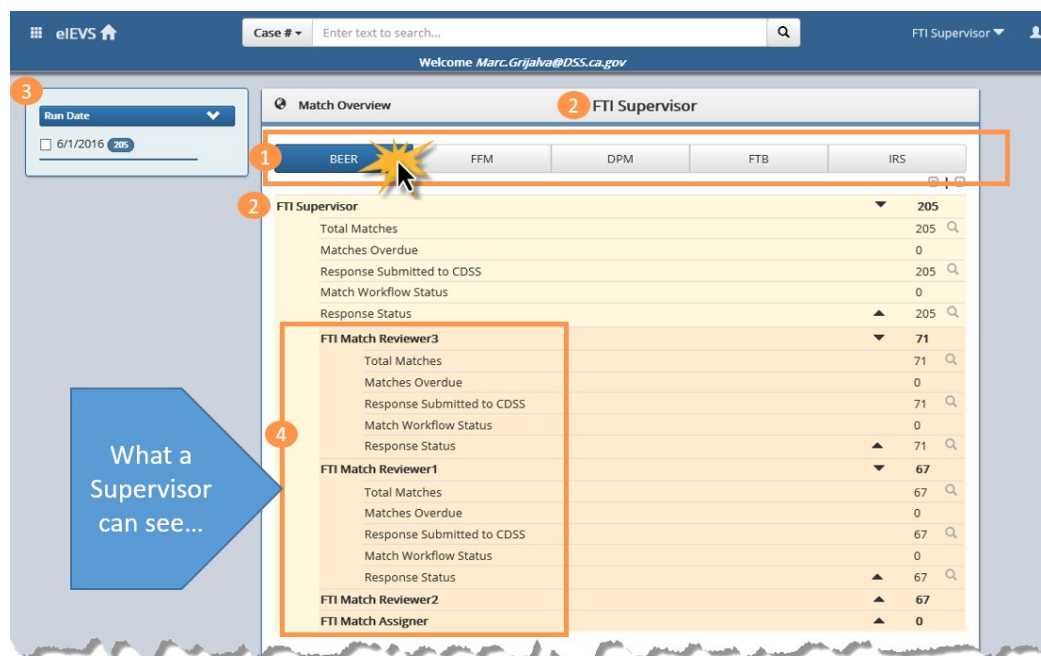 eIEVS
Case #
Enter text to search...
FTI Supervisor
Welcome Marc.Grijalva@DSS.ca.gov
3
Run Date
6/1/2016 205
Match Overview
2 FTI Supervisor
1
BEER FFM DPM FTB IRS
2 FTI Supervisor 205
Total Matches 205
Matches Overdue 0
Response Submitted to CDSS 205
Match Workflow Status 0
Response Status 205
FTI Match Reviewer3 71
Total Matches 71
Matches Overdue 0
Response Submitted to CDSS 71
Match Workflow Status 0
4
Response Status 71
FTI Match Reviewer1 67
Total Matches 67
Matches Overdue 0
Response Submitted to CDSS 67
Match Workflow Status 0
Response Status 67
FTI Match Reviewer2 67
FTI Match Assigner 0
What a
Supervisor
can see...